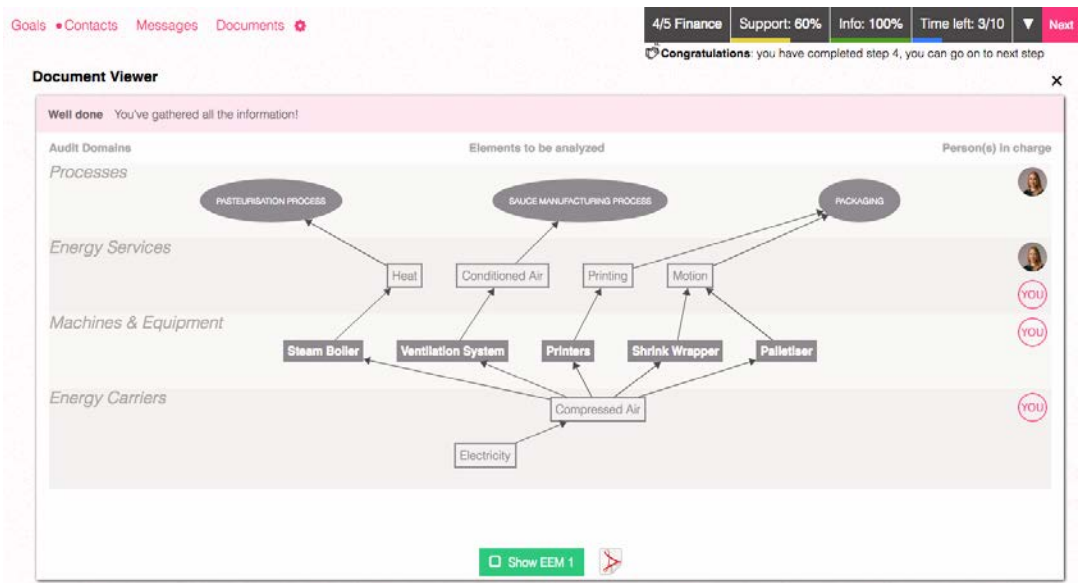 Goals Contacts Messages Documents
4/5 Finance Support: 60% Info: 100% Time left: 3/10 ▼ Next
Congratulations: you have completed step 4, you can go on to next step
Document Viewer
×
Well done You've gathered all the information!
Audit Domains Elements to be analyzed Person(s) in charge
Processes
PASTEURISATION PROCESS SAUCE MANUFACTURING PROCESS PACKAGING
Energy Services
Heat Conditioned Air Printing Motion
YOU
Machines & Equipment
YOU
Steam Boiler Ventilation System Printers Shrink Wrapper Palletiser
Energy Carriers
Compressed Air YOU
Electricity
Show EEM 1